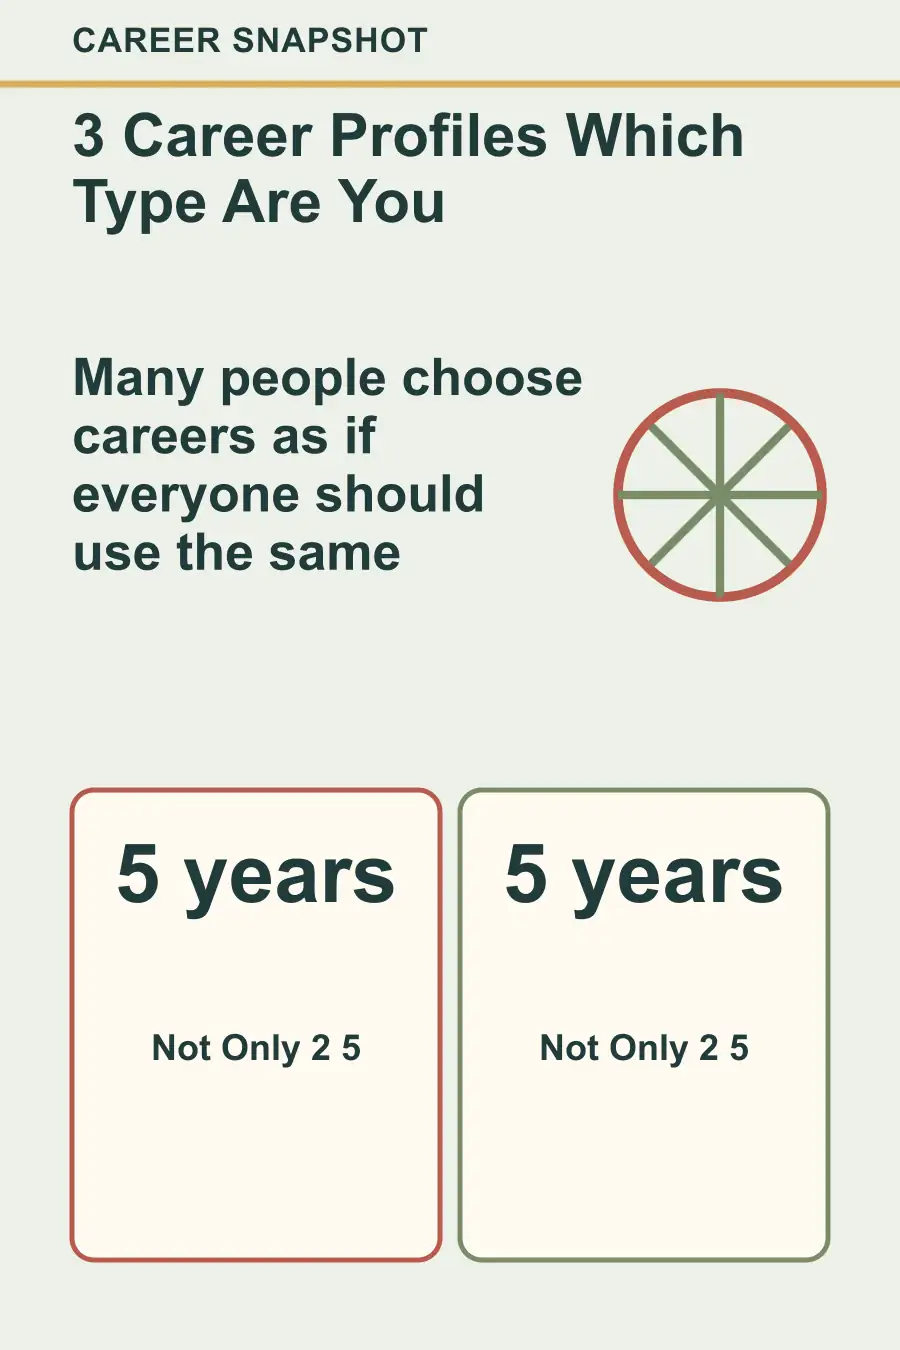 CAREER SNAPSHOT
3 Career Profiles Which
Type Are You
Many people choose
careers as if
everyone should
use the same
5 years
Not Only 2 5
5 years
Not Only 2 5